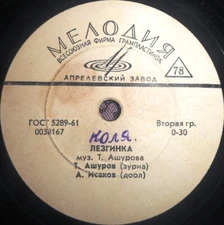 МЕЛОДИЯ
ВСЕСОЮЗНАЯ ФИРМА ГРАМПЛАСТИНОК
АПРЕЛЕВСКИЙ ЗАВОД
78
ГОСТ 5289-61
Вторая гр.
0-30
Коля.
ЛЕЗГИНКА
муз. Т. Ашурова
Т. Ашуров (зурна)
А. Исаков (доол)